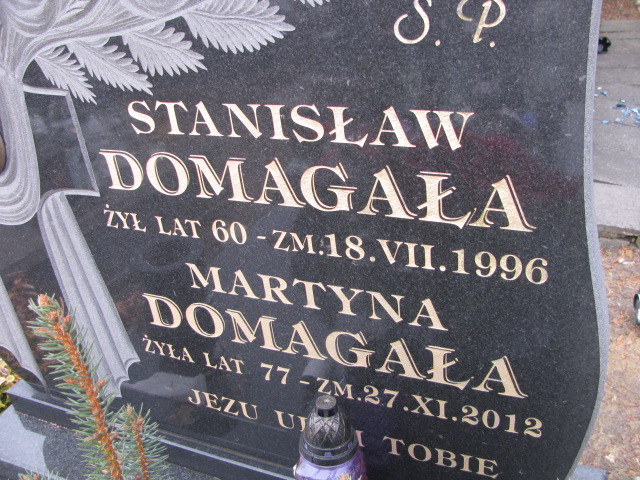 Ś. P.
STANISŁAW
DOMAGAŁA
ŻYŁ LAT 60 - ZM. 18. VII. 1996
MARTYNA
DOMAGAŁA
ŻYŁA LAT 77 - ZM. 27. XI. 2012
JEZU TOBIE